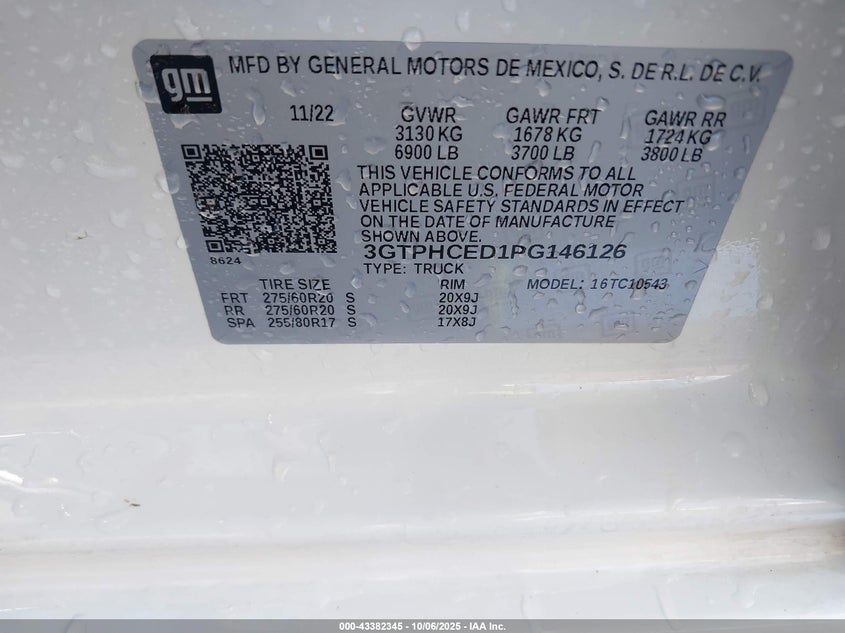 gm
MFD BY GENERAL MOTORS DE MEXICO, S. DE R.L. DE C.V.
11/22 GVWR GAWR FRT GAWR RR
3130 KG 1678 KG 1724 KG
6900 LB 3700 LB 3800 LB
THIS VEHICLE CONFORMS TO ALL
APPLICABLE U.S. FEDERAL MOTOR
VEHICLE SAFETY STANDARDS IN EFFECT
ON THE DATE OF MANUFACTURE
SHOWN ABOVE.
8624
3GTPHCED1PG146126
TYPE: TRUCK MODEL: 16TC10543
TIRE SIZE RIM
FRT 275/60R20 S 20X9J
RR 275/60R20 S 20X9J
SPA 255/80R17 S 17X8J
000-43382345 - 10/06/2025 - IAA Inc.